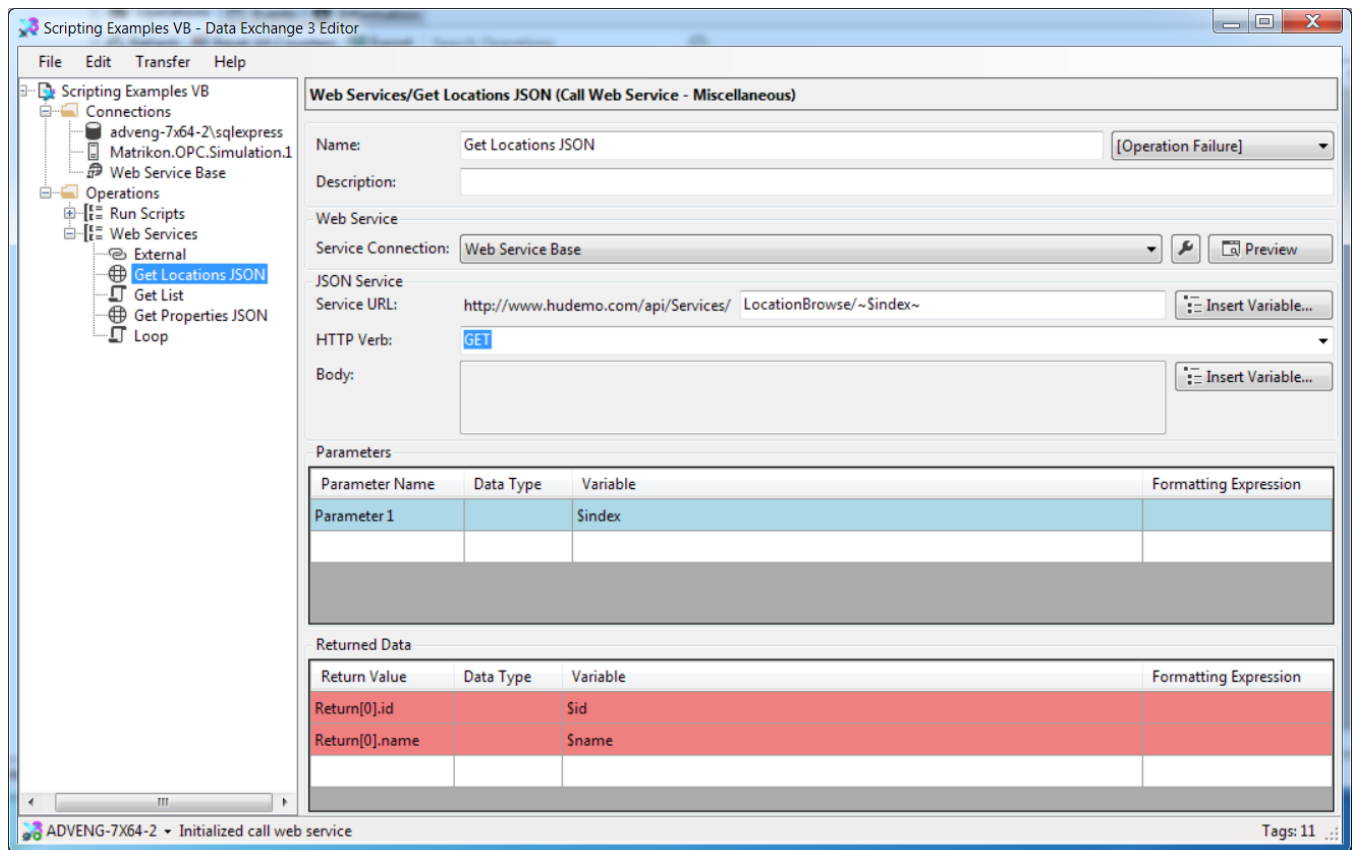 Scripting Examples VB - Data Exchange 3 Editor
File Edit Transfer Help
Scripting Examples VB
Connections
adveng-7x64-2\sqlexpress
Matrikon.OPC.Simulation.1
Web Service Base
Operations
Run Scripts
Web Services
External
Get Locations JSON
Get List
Get Properties JSON
Loop
Web Services/Get Locations JSON (Call Web Service - Miscellaneous)
Name: Get Locations JSON [Operation Failure]
Description:
Web Service
Service Connection: Web Service Base Preview
JSON Service
Service URL: http://www.hudemo.com/api/Services/ LocationBrowse/~$index~ Insert Variable...
HTTP Verb: GET
Body: Insert Variable...
Parameters
Parameter Name Data Type Variable Formatting Expression
Parameter 1 $index
Returned Data
Return Value Data Type Variable Formatting Expression
Return[0].id $id
Return[0].name $name
ADVENG-7X64-2 Initialized call web service Tags: 11